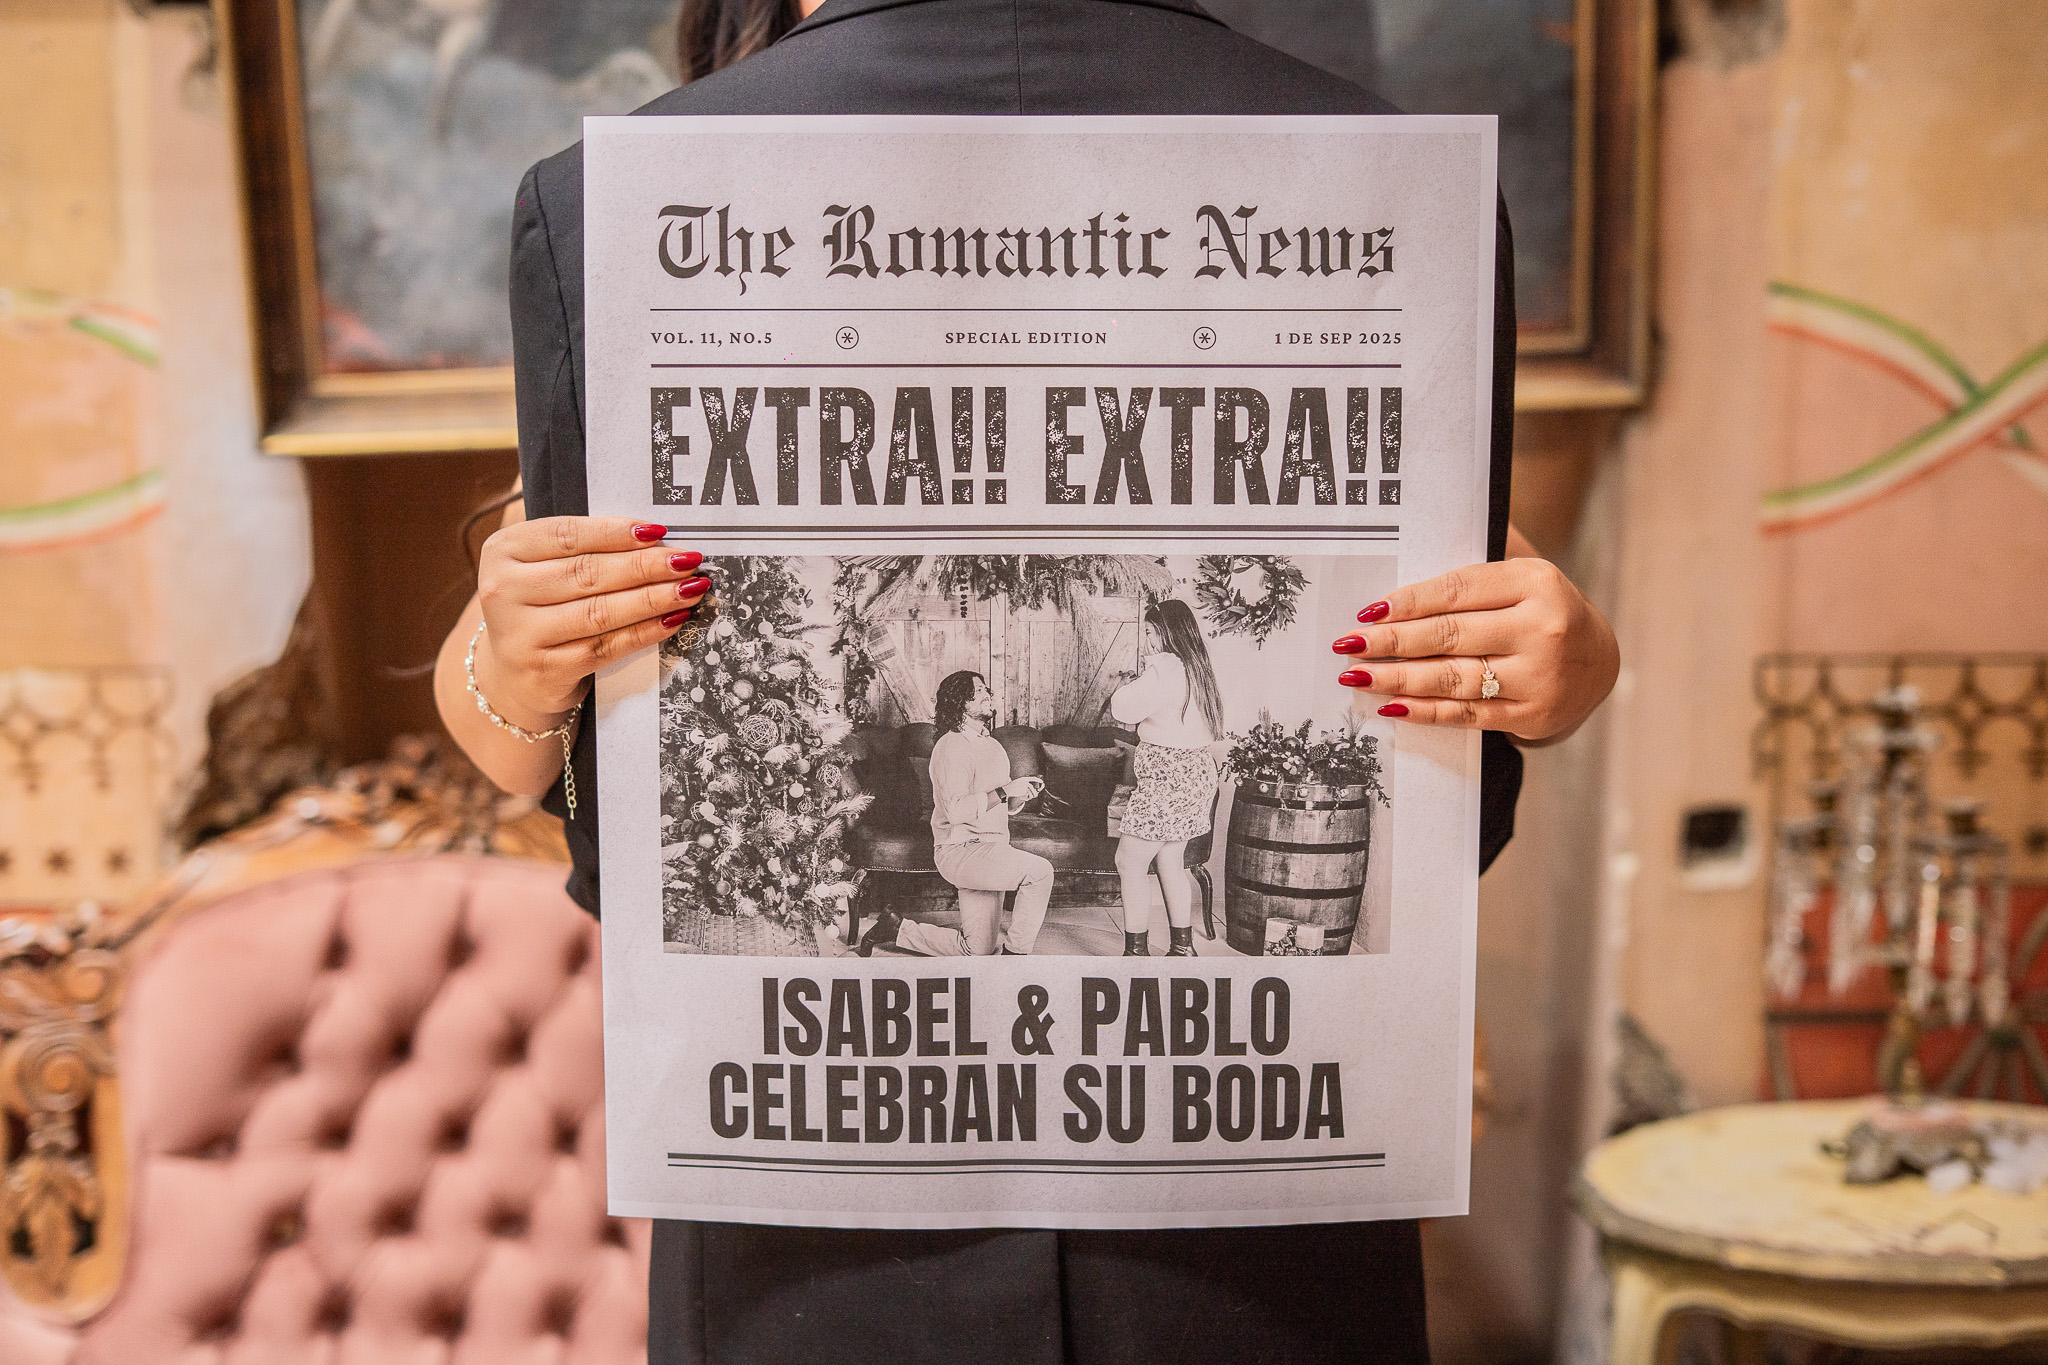 The Romantic News
VOL. 11, NO.5 SPECIAL EDITION 1 DE SEP 2025
EXTRA!! EXTRA!!
ISABEL & PABLO
CELEBRAN SU BODA